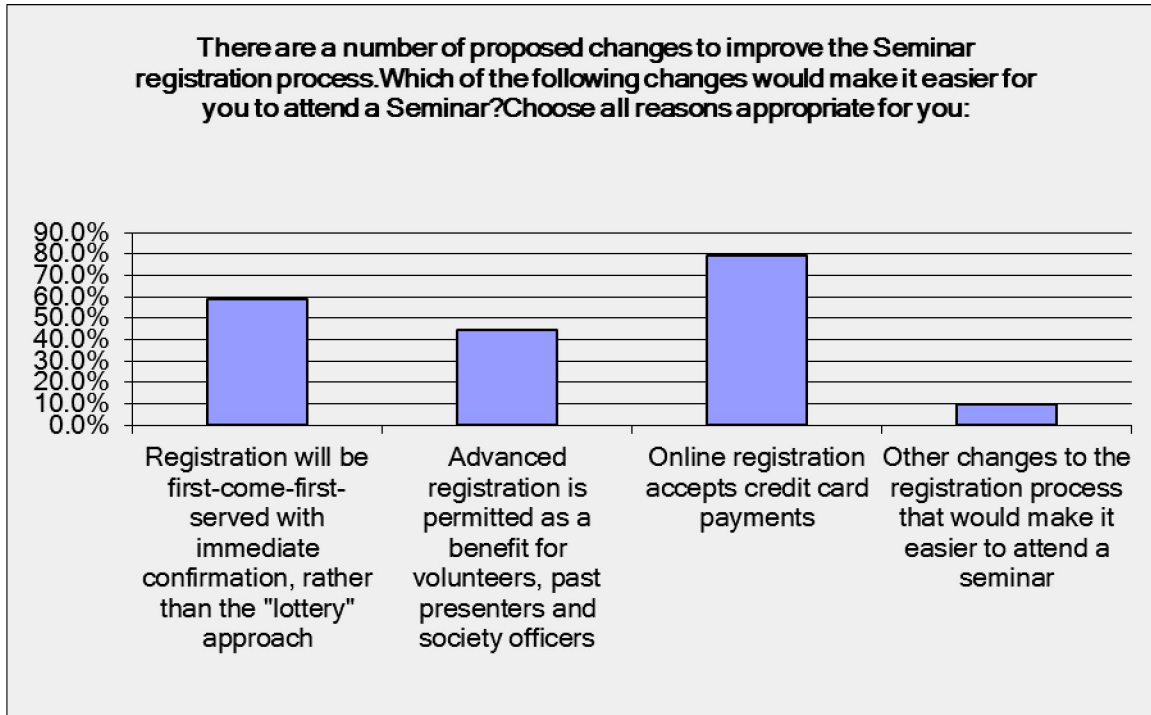 There are a number of proposed changes to improve the Seminar
registration process.Which of the following changes would make it easier for
you to attend a Seminar?Choose all reasons appropriate for you:
90.0%
80.0%
70.0%
60.0%
50.0%
40.0%
30.0%
20.0%
10.0%
0.0%
Registration will be
first-come-first-
served with
immediate
confirmation, rather
than the "lottery"
approach
Advanced
registration is
permitted as a
benefit for
volunteers, past
presenters and
society officers
Online registration
accepts credit card
payments
Other changes to the
registration process
that would make it
easier to attend a
seminar